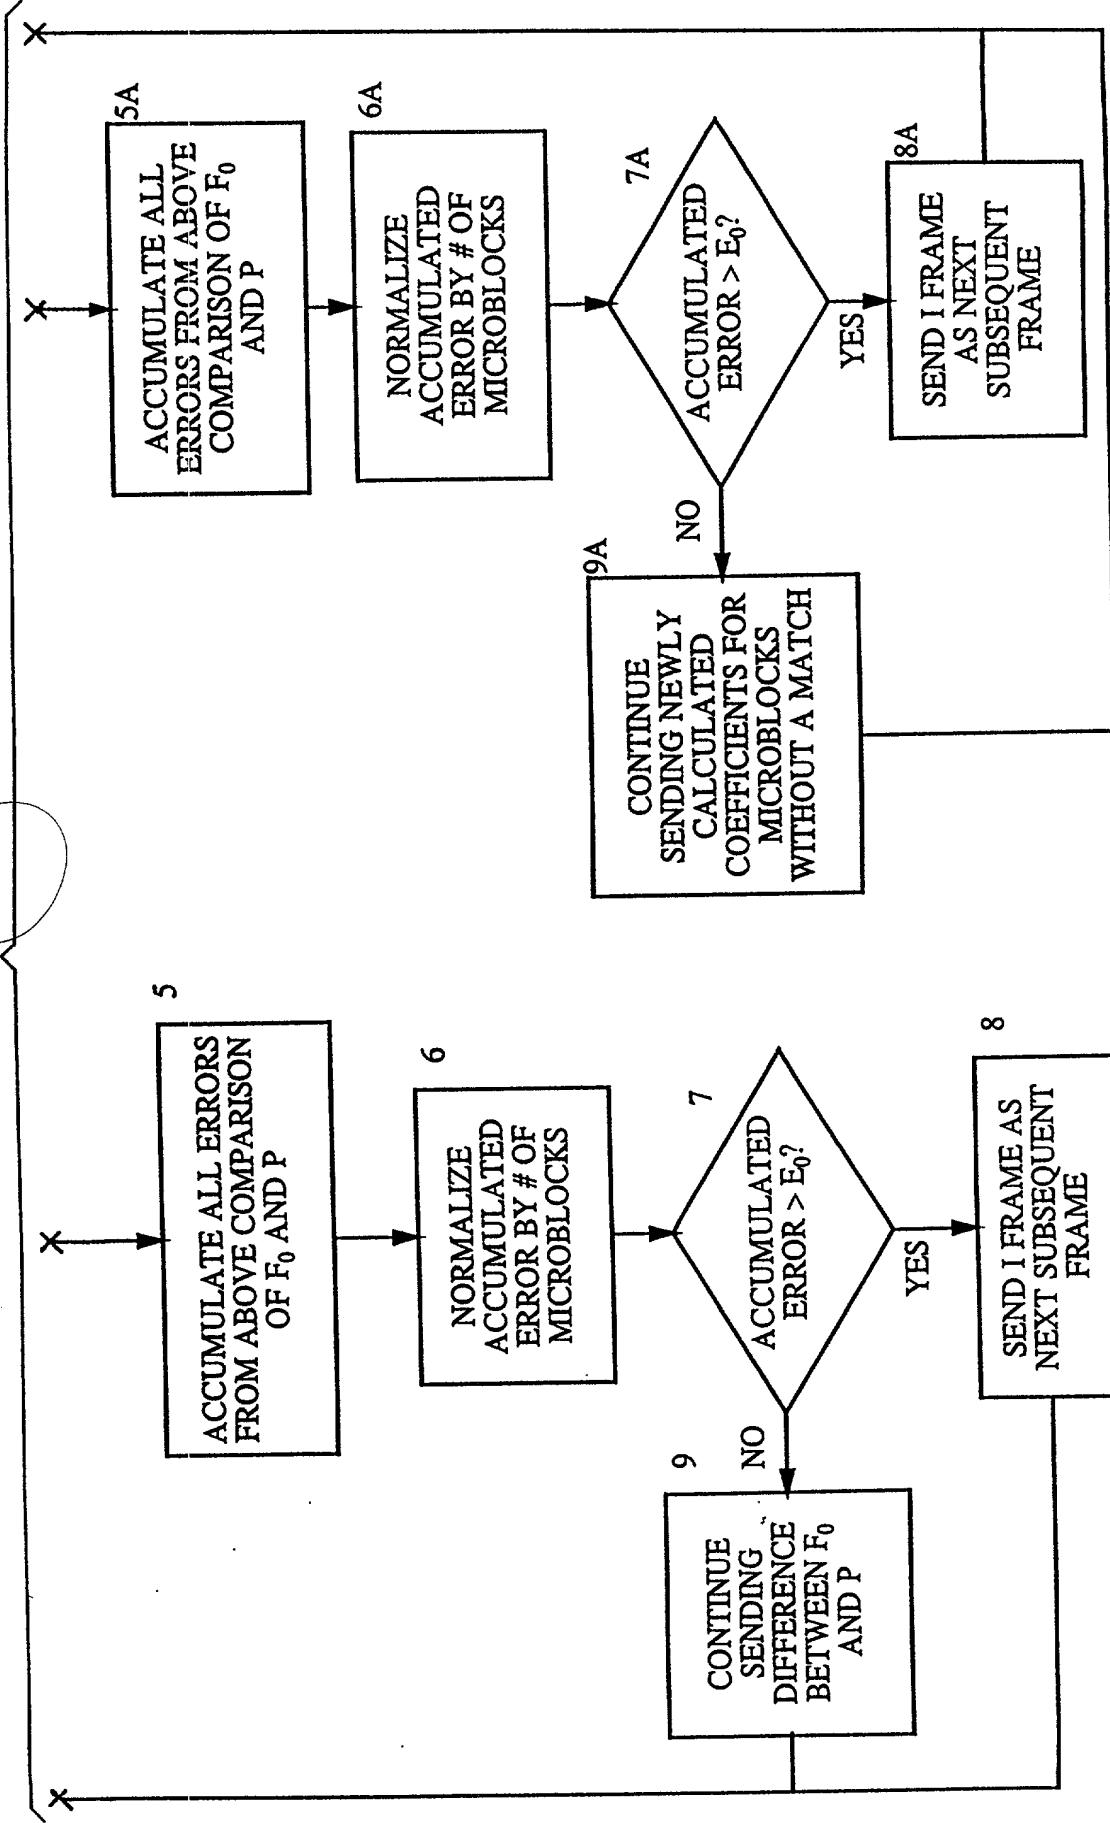 5
ACCUMULATE ALL ERRORS
FROM ABOVE COMPARISON
OF F₀ AND P
6
NORMALIZE
ACCUMULATED
ERROR BY # OF
MICROBLOCKS
7
ACCUMULATED
ERROR > E₀?
NO
YES
9
CONTINUE
SENDING
DIFFERENCE
BETWEEN F₀
AND P
8
SEND I FRAME AS
NEXT SUBSEQUENT
FRAME
5A
ACCUMULATE ALL
ERRORS FROM ABOVE
COMPARISON OF F₀
AND P
6A
NORMALIZE
ACCUMULATED
ERROR BY # OF
MICROBLOCKS
7A
ACCUMULATED
ERROR > E₀?
NO
YES
9A
CONTINUE
SENDING NEWLY
CALCULATED
COEFFICIENTS FOR
MICROBLOCKS
WITHOUT A MATCH
8A
SEND I FRAME
AS NEXT
SUBSEQUENT
FRAME